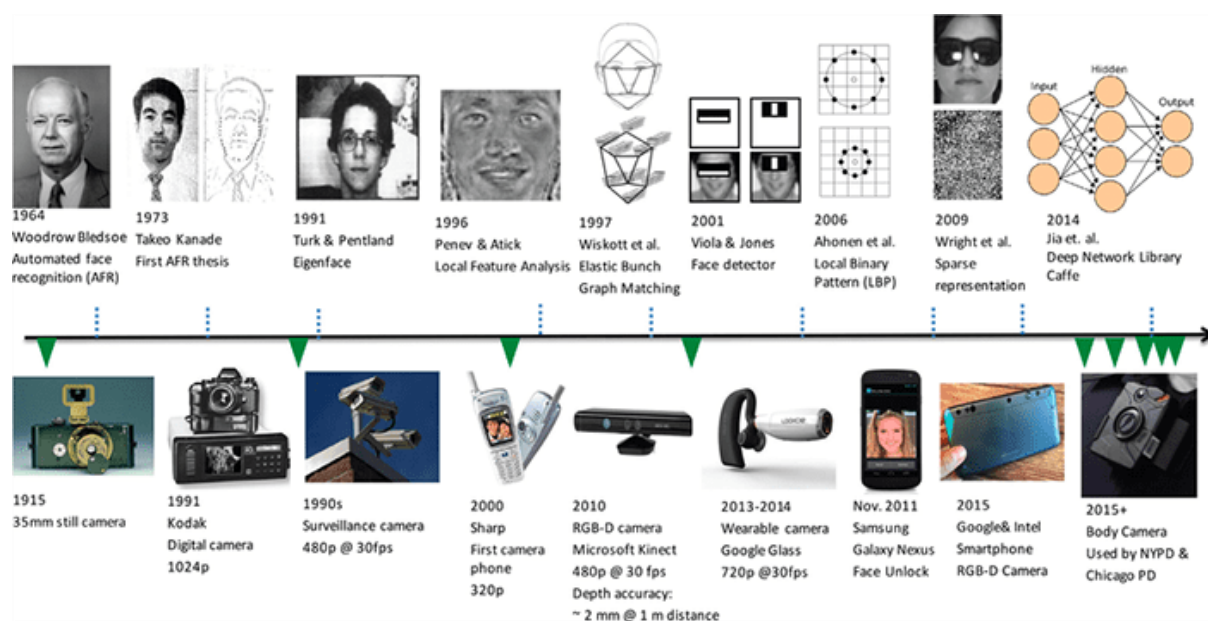 Input
Hidden
Output
1964
Woodrow Bledsoe
Automated face
recognition (AFR)
1973
Takeo Kanade
First AFR thesis
1991
Turk & Pentland
Eigenface
1996
Penev & Atick
Local Feature Analysis
1997
Wiskott et al.
Elastic Bunch
Graph Matching
2001
Viola & Jones
Face detector
2006
Ahonen et al.
Local Binary
Pattern (LBP)
2009
Wright et al.
Sparse
representation
2014
Jia et. al.
Deep Network Library
Caffe
1915
35mm still camera
1991
Kodak
Digital camera
1024p
1990s
Surveillance camera
480p @ 30fps
2000
Sharp
First camera
phone
320p
2010
RGB-D camera
Microsoft Kinect
480p @ 30 fps
Depth accuracy:
~ 2 mm @ 1 m distance
LOOXCIE
2013-2014
Wearable camera
Google Glass
720p @30fps
Nov. 2011
Samsung
Galaxy Nexus
Face Unlock
2015
Google& Intel
Smartphone
RGB-D Camera
2015+
Body Camera
Used by NYPD &
Chicago PD